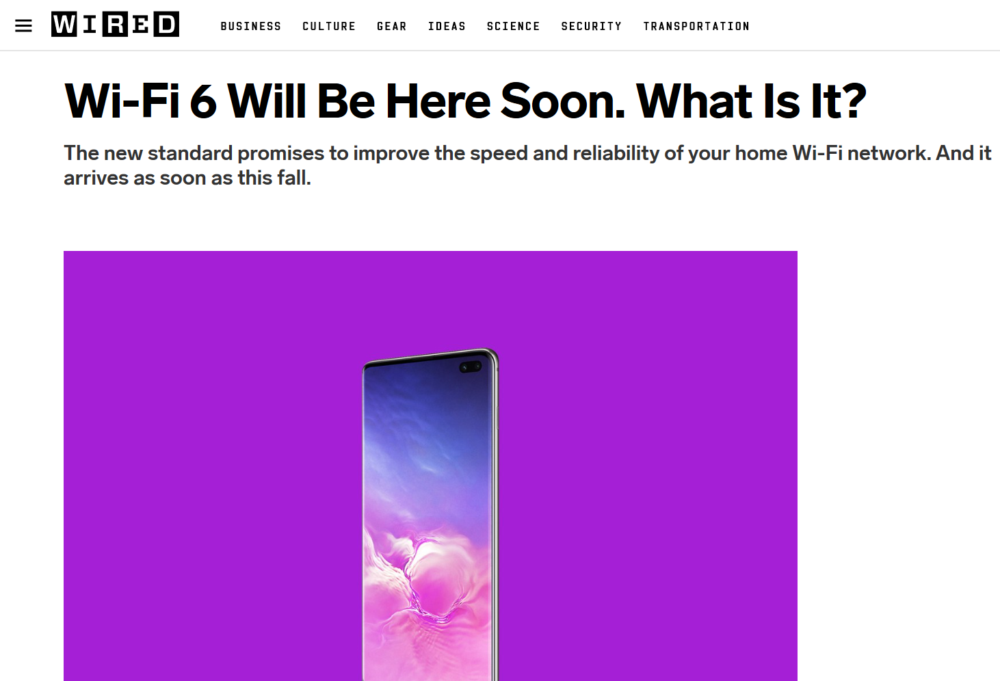 WIRED
BUSINESS CULTURE GEAR IDEAS SCIENCE SECURITY TRANSPORTATION
Wi-Fi 6 Will Be Here Soon. What Is It?
The new standard promises to improve the speed and reliability of your home Wi-Fi network. And it
arrives as soon as this fall.